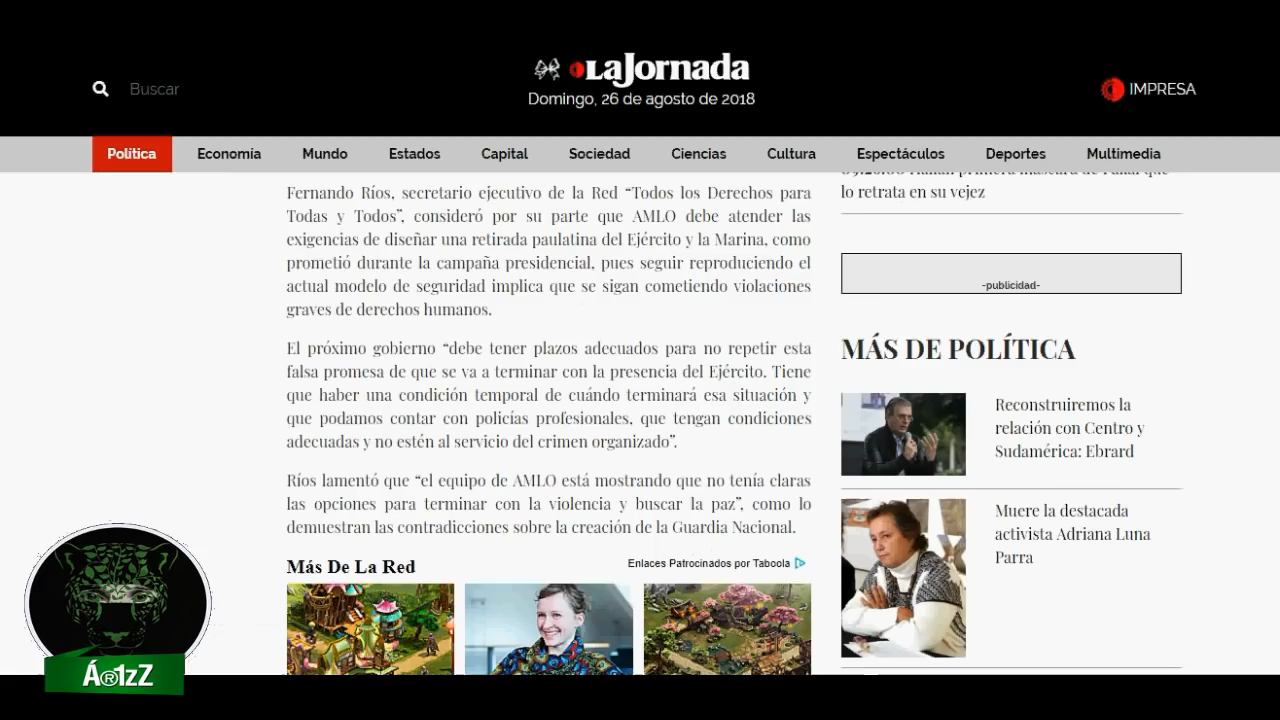 Buscar
LaJornada
Domingo, 26 de agosto de 2018
IMPRESA
Política Economía Mundo Estados Capital Sociedad Ciencias Cultura Espectáculos Deportes Multimedia
Fernando Ríos, secretario ejecutivo de la Red “Todos los Derechos para
Todas y Todos”, consideró por su parte que AMLO debe atender las
exigencias de diseñar una retirada paulatina del Ejército y la Marina, como
prometió durante la campaña presidencial, pues seguir reproduciendo el
actual modelo de seguridad implica que se sigan cometiendo violaciones
graves de derechos humanos.
El próximo gobierno “debe tener plazos adecuados para no repetir esta
falsa promesa de que se va a terminar con la presencia del Ejército. Tiene
que haber una condición temporal de cuándo terminará esa situación y
que podamos contar con policías profesionales, que tengan condiciones
adecuadas y no estén al servicio del crimen organizado”.
Ríos lamentó que “el equipo de AMLO está mostrando que no tenía claras
las opciones para terminar con la violencia y buscar la paz”, como lo
demuestran las contradicciones sobre la creación de la Guardia Nacional.
Más De La Red
Enlaces Patrocinados por Taboola
lo retrata en su vejez
-publicidad-
MÁS DE POLÍTICA
Reconstruiremos la
relación con Centro y
Sudamérica: Ebrard
Muere la destacada
activista Adriana Luna
Parra
Á®1zZ